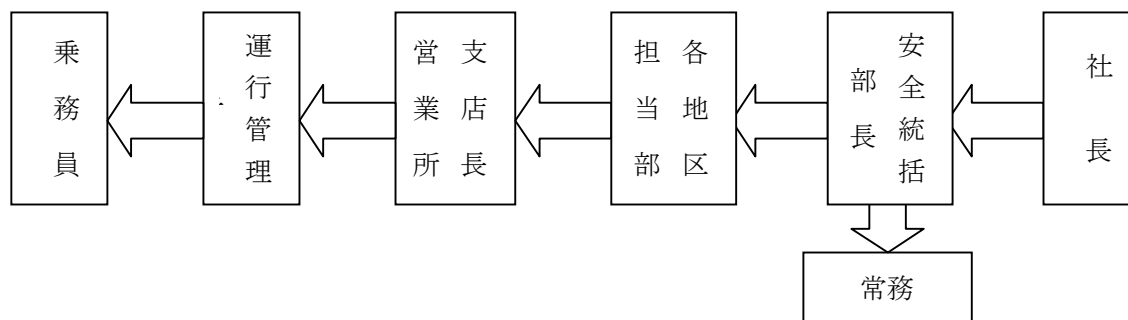 社長
安全統括
部長
各地区
担当部
支店長
営業所
運行管理
乗務員
常務